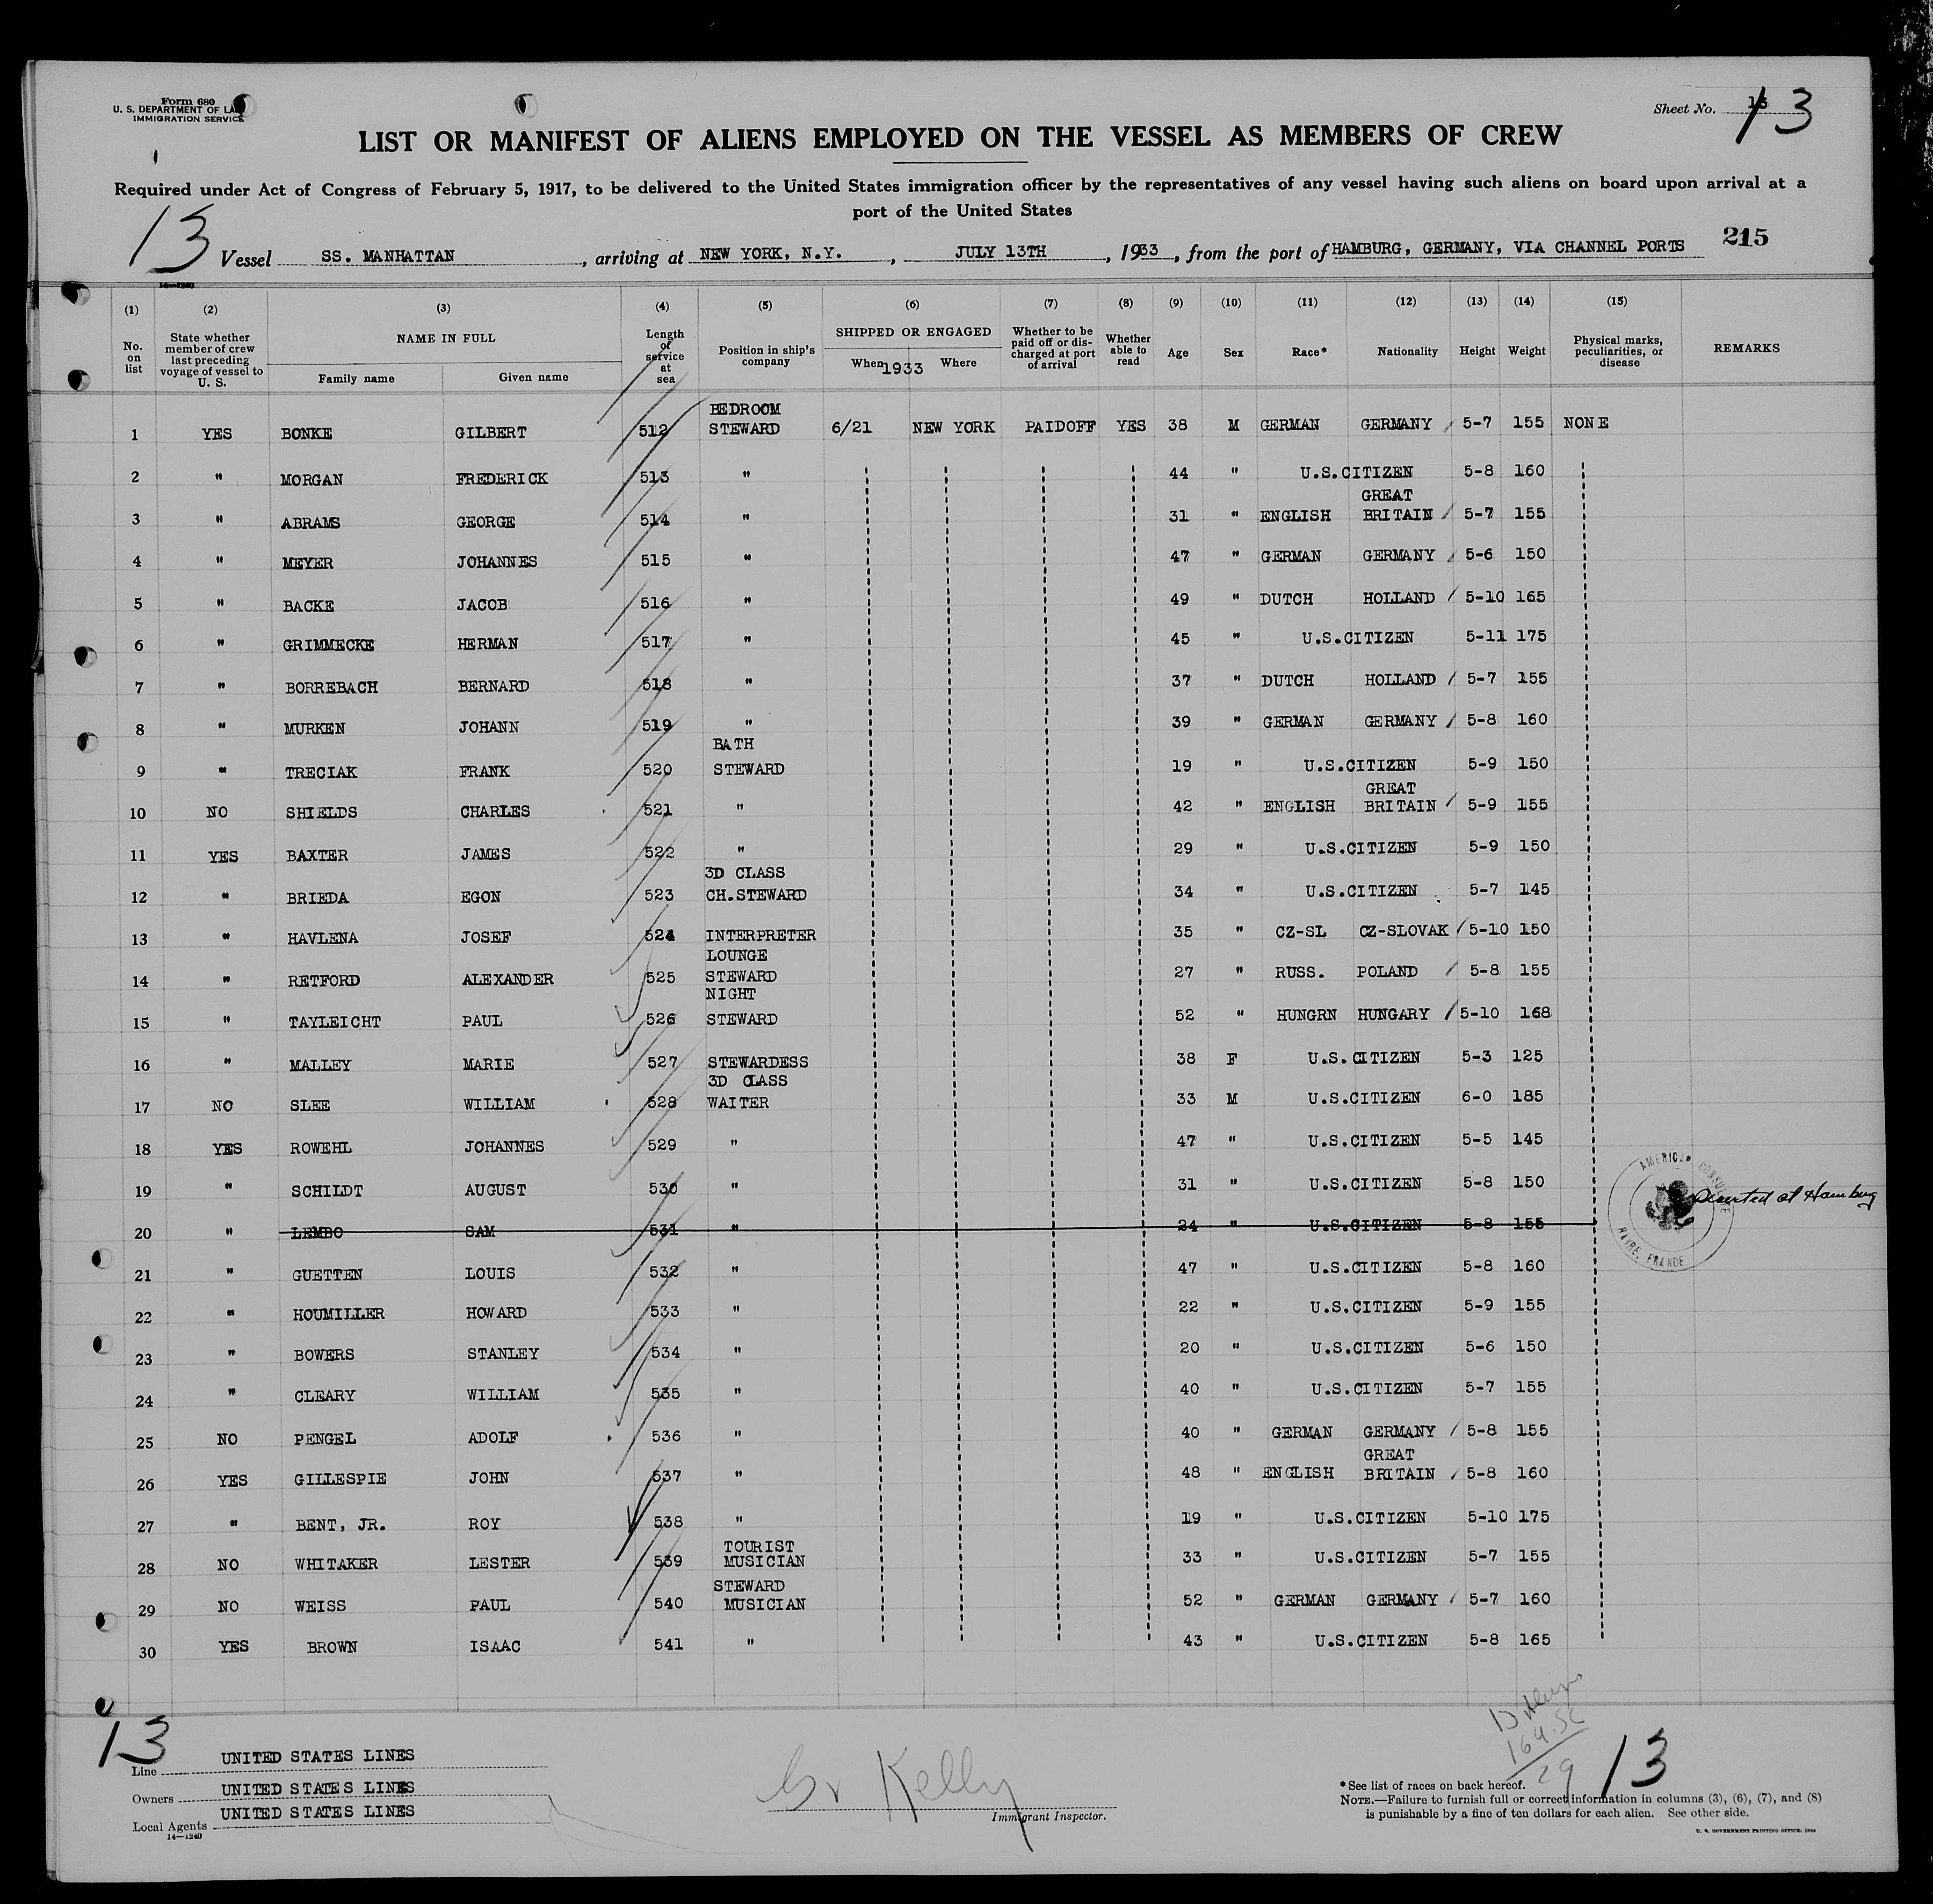 Form 680
U. S. DEPARTMENT OF LA
IMMIGRATION SERVICE
Sheet No. 13 13
LIST OR MANIFEST OF ALIENS EMPLOYED ON THE VESSEL AS MEMBERS OF CREW
Required under Act of Congress of February 5, 1917, to be delivered to the United States immigration officer by the representatives of any vessel having such aliens on board upon arrival at a
port of the United States
13 Vessel SS. MANHATTAN, arriving at NEW YORK, N.Y., JULY 13TH, 1933, from the port of HAMBURG, GERMANY, VIA CHANNEL PORTS 215
14—1240
(1) (2) (3) (4) (5) (6) (7) (8) (9) (10) (11) (12) (13) (14) (15)
No. on list | State whether member of crew last preceding voyage of vessel to U. S. | NAME IN FULL Family name Given name | Length of service at sea | Position in ship's company | SHIPPED OR ENGAGED When 1933 Where | Whether to be paid off or discharged at port of arrival | Whether able to read | Age | Sex | Race* | Nationality | Height | Weight | Physical marks, peculiarities, or disease | REMARKS
1 YES BONKE GILBERT 512 BEDROOM STEWARD 6/21 NEW YORK PAIDOFF YES 38 M GERMAN GERMANY 5-7 155 NONE
2 " MORGAN FREDERICK 513 " 44 " U.S.CITIZEN 5-8 160
3 " ABRAMS GEORGE 514 " 31 " ENGLISH GREAT BRITAIN 5-7 155
4 " MEYER JOHANNES 515 " 47 " GERMAN GERMANY 5-6 150
5 " BACKE JACOB 516 " 49 " DUTCH HOLLAND 5-10 165
6 " GRIMMECKE HERMAN 517 " 45 " U.S.CITIZEN 5-11 175
7 " BORREBACH BERNARD 518 " 37 " DUTCH HOLLAND 5-7 155
8 " MURKEN JOHANN 519 " 39 " GERMAN GERMANY 5-8 160
9 " TRECIAK FRANK 520 BATH STEWARD 19 " U.S.CITIZEN 5-9 150
10 NO SHIELDS CHARLES 521 " 42 " ENGLISH GREAT BRITAIN 5-9 155
11 YES BAXTER JAMES 522 " 29 " U.S.CITIZEN 5-9 150
12 " BRIEDA EGON 523 3D CLASS CH.STEWARD 34 " U.S.CITIZEN 5-7 145
13 " HAVLENA JOSEF 524 INTERPRETER 35 " CZ-SL CZ-SLOVAK 5-10 150
14 " RETFORD ALEXANDER 525 LOUNGE STEWARD 27 " RUSS. POLAND 5-8 155
15 " TAYLEICHT PAUL 526 NIGHT STEWARD 52 " HUNGRN HUNGARY 5-10 168
16 " MALLEY MARIE 527 STEWARDESS 38 F U.S.CITIZEN 5-3 125
17 NO SLEE WILLIAM 528 3D CLASS WAITER 33 M U.S.CITIZEN 6-0 185
18 YES ROWEHL JOHANNES 529 " 47 " U.S.CITIZEN 5-5 145
19 " SCHILDT AUGUST 530 " 31 " U.S.CITIZEN 5-8 150
20 " LEMBO SAM 531 " 24 " U.S.CITIZEN 5-8 155 Deserted at Hamburg
AMERICAN CONSULATE HAVRE, FRANCE
21 " GUETTEN LOUIS 532 " 47 " U.S.CITIZEN 5-8 160
22 " HOUMILLER HOWARD 533 " 22 " U.S.CITIZEN 5-9 155
23 " BOWERS STANLEY 534 " 20 " U.S.CITIZEN 5-6 150
24 " CLEARY WILLIAM 535 " 40 " U.S.CITIZEN 5-7 155
25 NO PENGEL ADOLF 536 " 40 " GERMAN GERMANY 5-8 155
26 YES GILLESPIE JOHN 537 " 48 " ENGLISH GREAT BRITAIN 5-8 160
27 " BENT, JR. ROY 538 " 19 " U.S.CITIZEN 5-10 175
28 NO WHITAKER LESTER 539 TOURIST MUSICIAN 33 " U.S.CITIZEN 5-7 155
29 NO WEISS PAUL 540 STEWARD MUSICIAN 52 " GERMAN GERMANY 5-7 160
30 YES BROWN ISAAC 541 " 43 " U.S.CITIZEN 5-8 165
13
Line UNITED STATES LINES
Owners UNITED STATES LINES
Local Agents UNITED STATES LINES
14—1240
Kelly
Immigrant Inspector.
29
13
*See list of races on back hereof.
NOTE.—Failure to furnish full or correct information in columns (3), (6), (7), and (8)
is punishable by a fine of ten dollars for each alien. See other side.